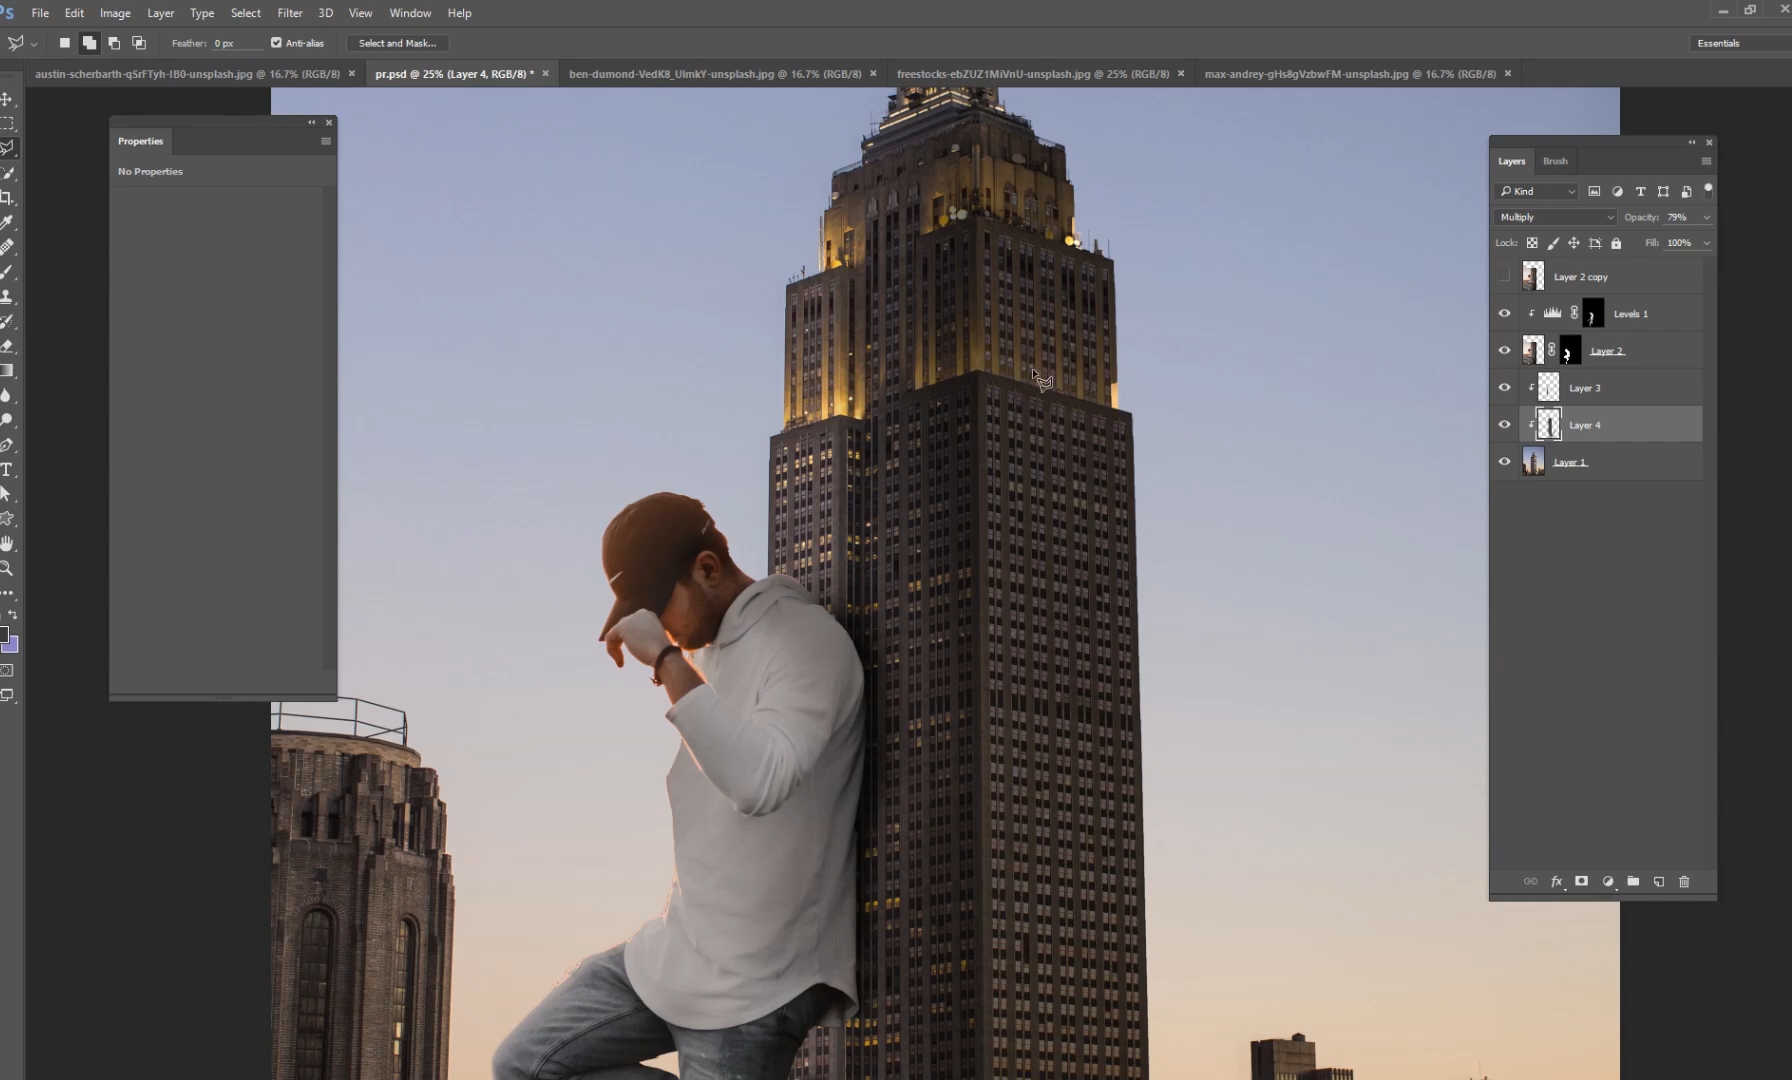 PS File Edit Image Layer Type Select Filter 3D View Window Help
Feather: 0 px Anti-alias Select and Mask... Essentials
austin-scherbarth-qSrFTyh-IB0-unsplash.jpg @ 16.7% (RGB/8) × pr.psd @ 25% (Layer 4, RGB/8) * × ben-dumond-VedK8_UlmkY-unsplash.jpg @ 16.7% (RGB/8) × freestocks-ebZUZ1MiVnU-unsplash.jpg @ 25% (RGB/8) × max-andrey-gHs8gVzbwFM-unsplash.jpg @ 16.7% (RGB/8) ×
Properties
No Properties
Layers Brush
Kind
Multiply Opacity: 79%
Lock: Fill: 100%
Layer 2 copy
Levels 1
Layer 2
Layer 3
Layer 4
Layer 1
fx